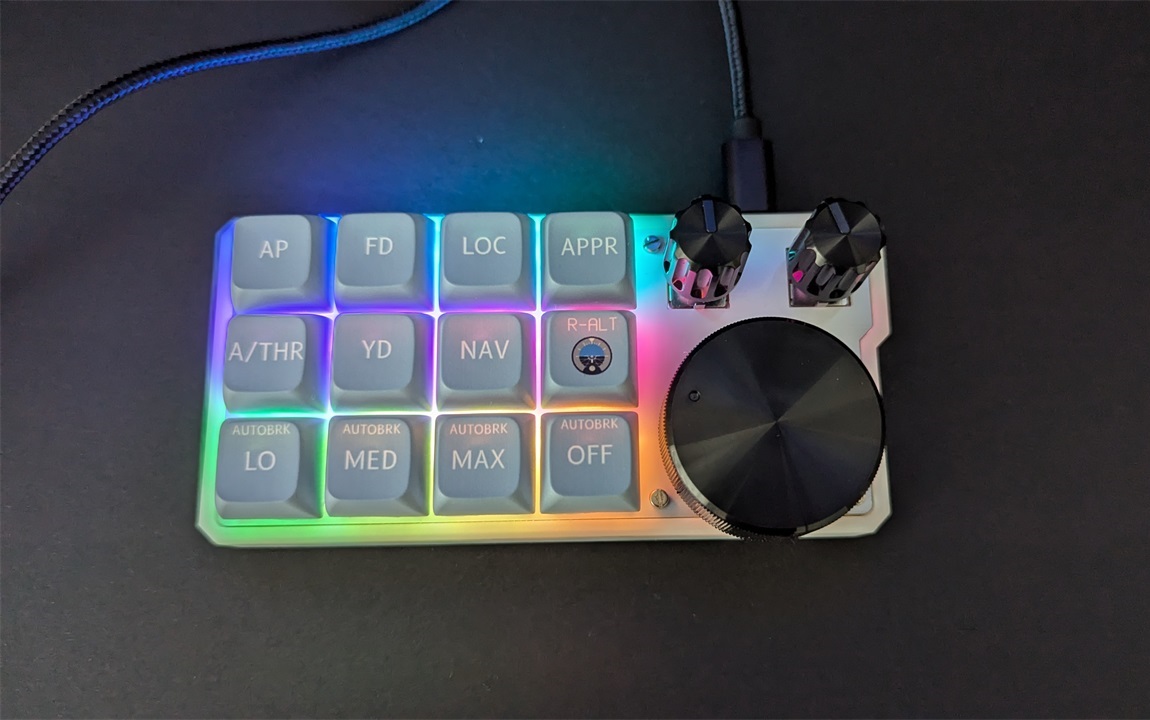 AP
FD
LOC
APPR
A/THR
YD
NAV
R-ALT
AUTOBRK
LO
AUTOBRK
MED
AUTOBRK
MAX
AUTOBRK
OFF